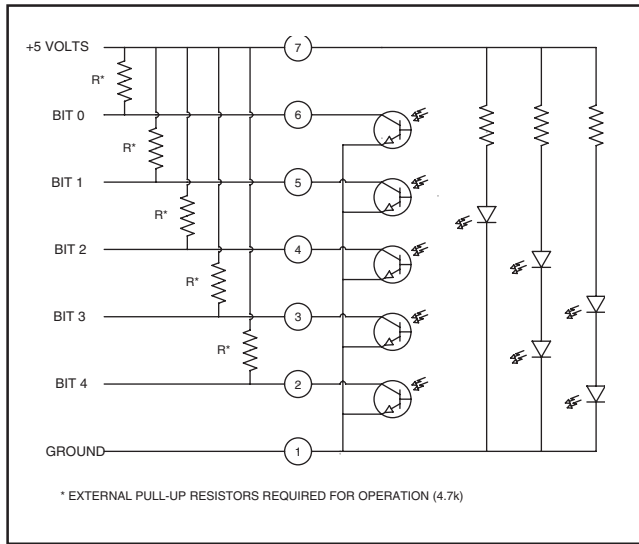 +5 VOLTS 7
R*
BIT 0 6
R*
BIT 1 5
R*
BIT 2 4
R*
BIT 3 3
R*
BIT 4 2
GROUND 1
* EXTERNAL PULL-UP RESISTORS REQUIRED FOR OPERATION (4.7k)